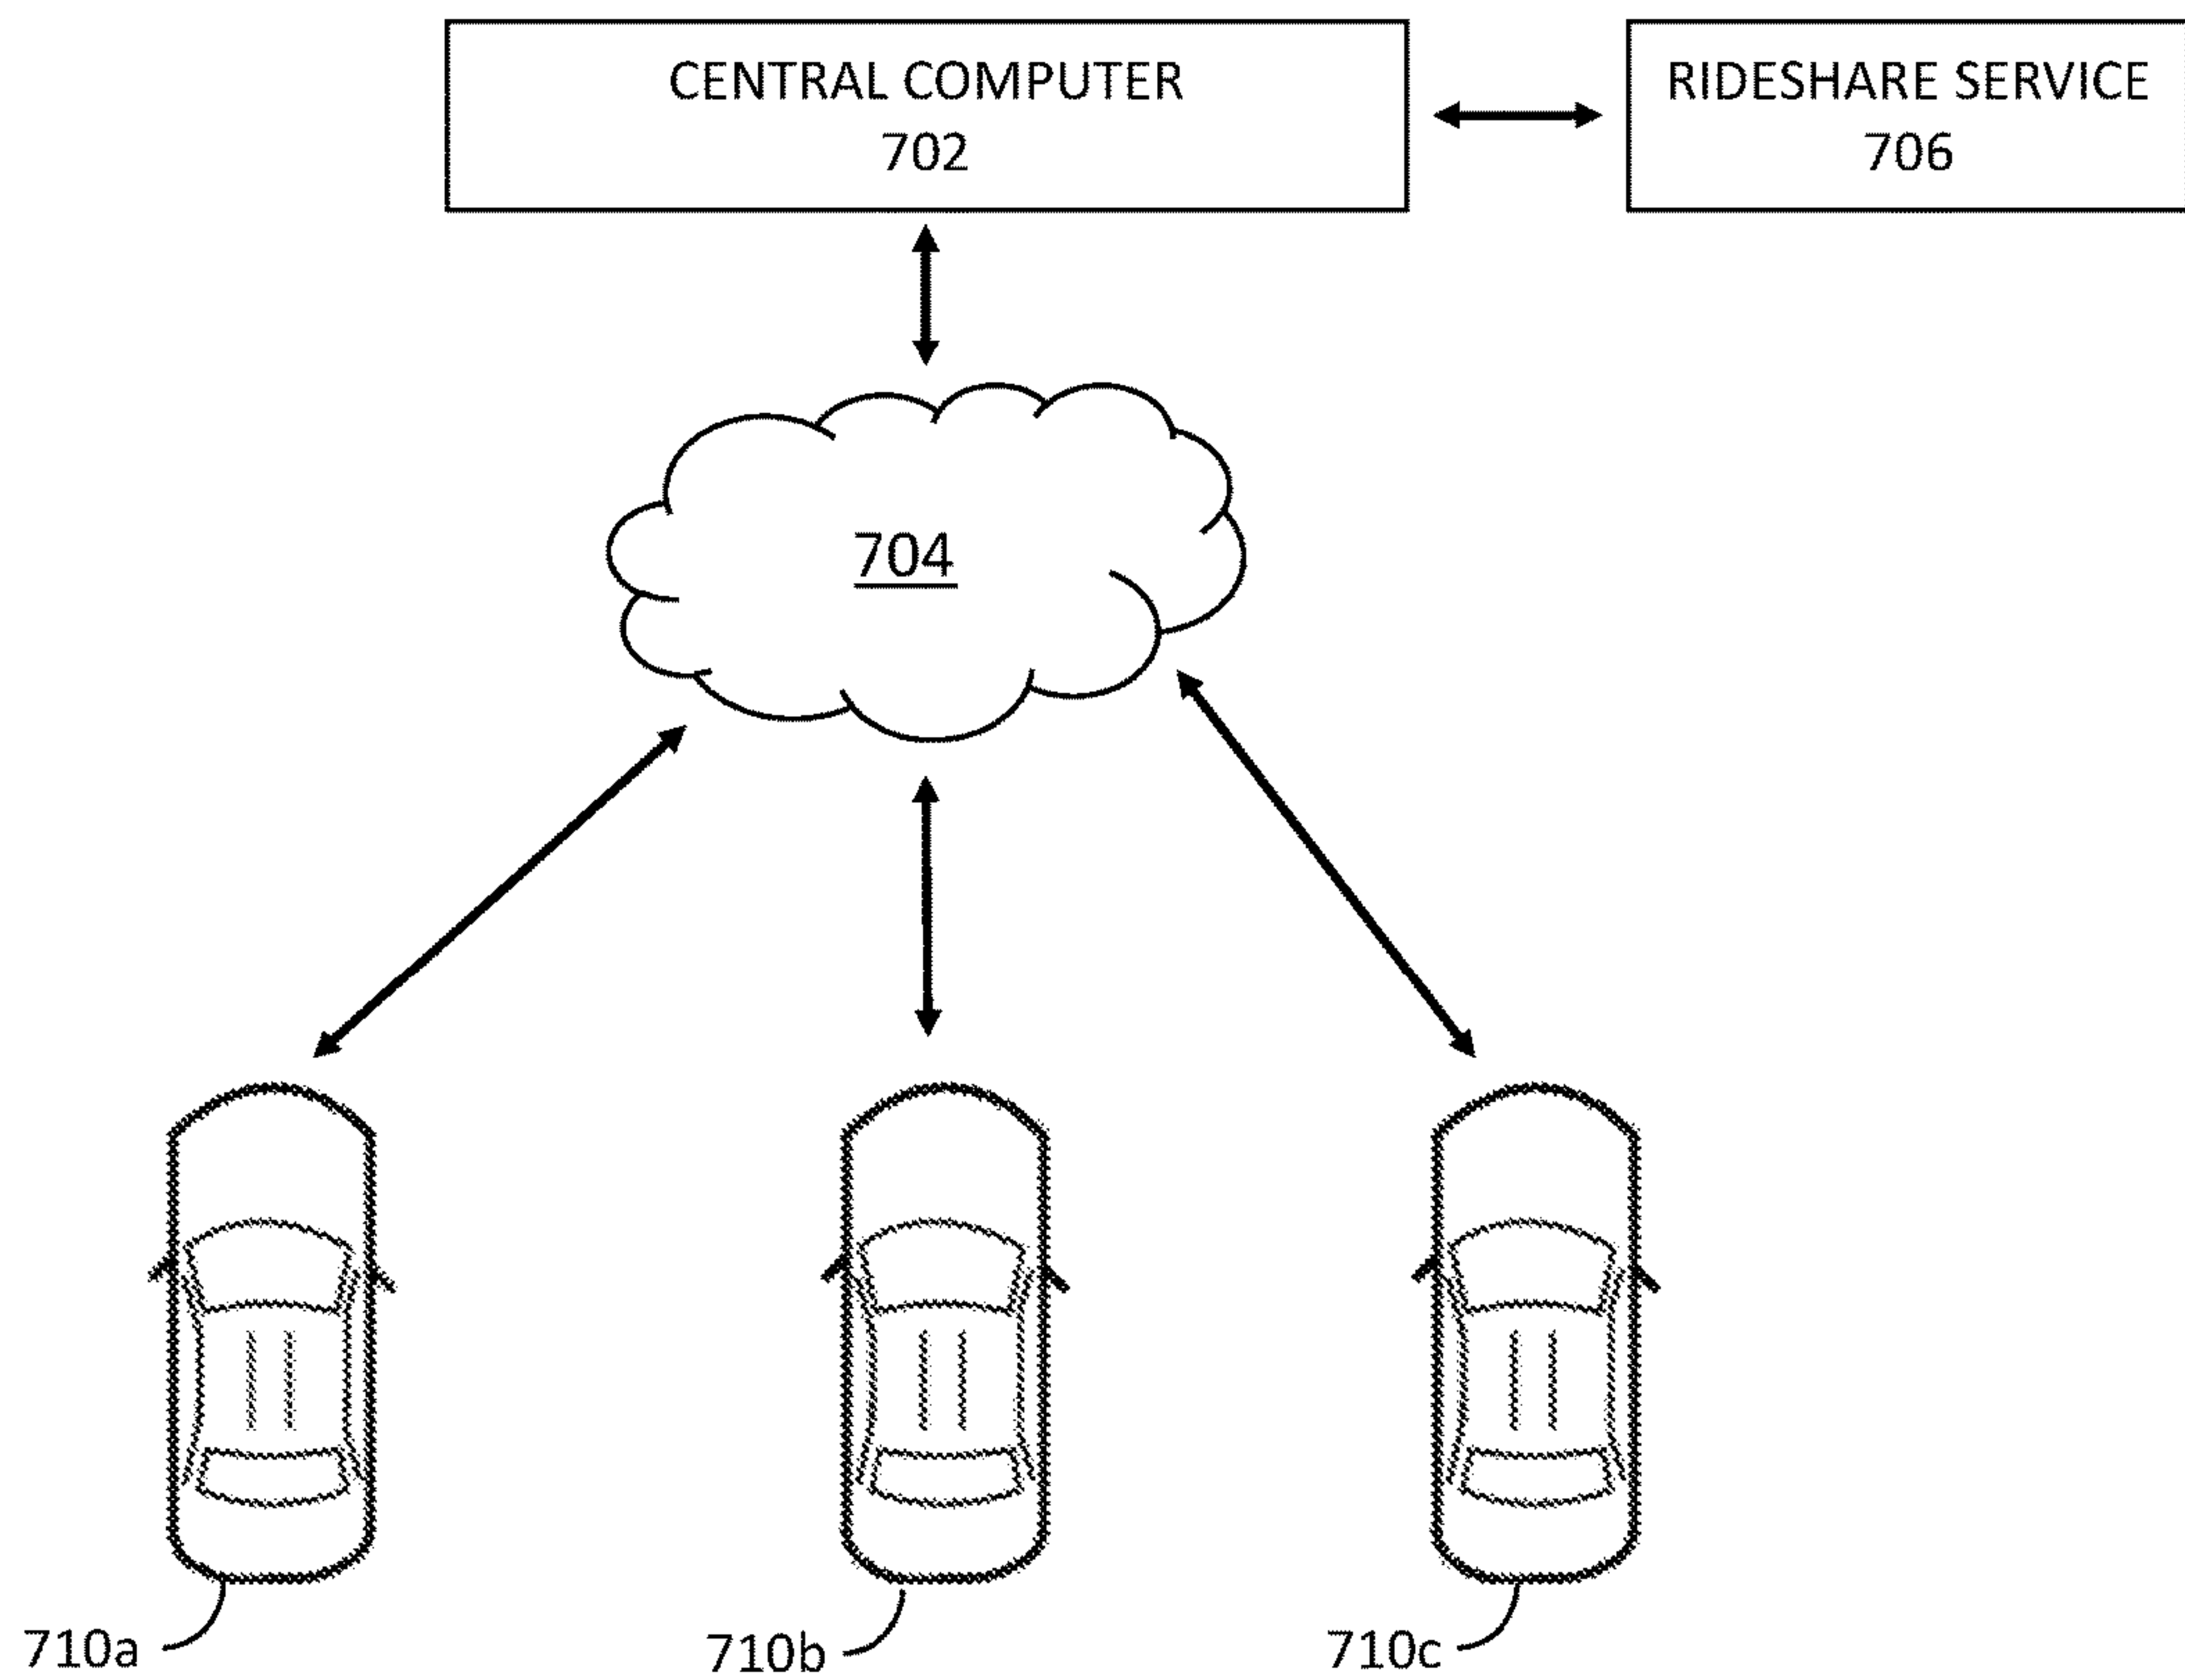 CENTRAL COMPUTER
702
RIDESHARE SERVICE
706
704
710a
710b
710c